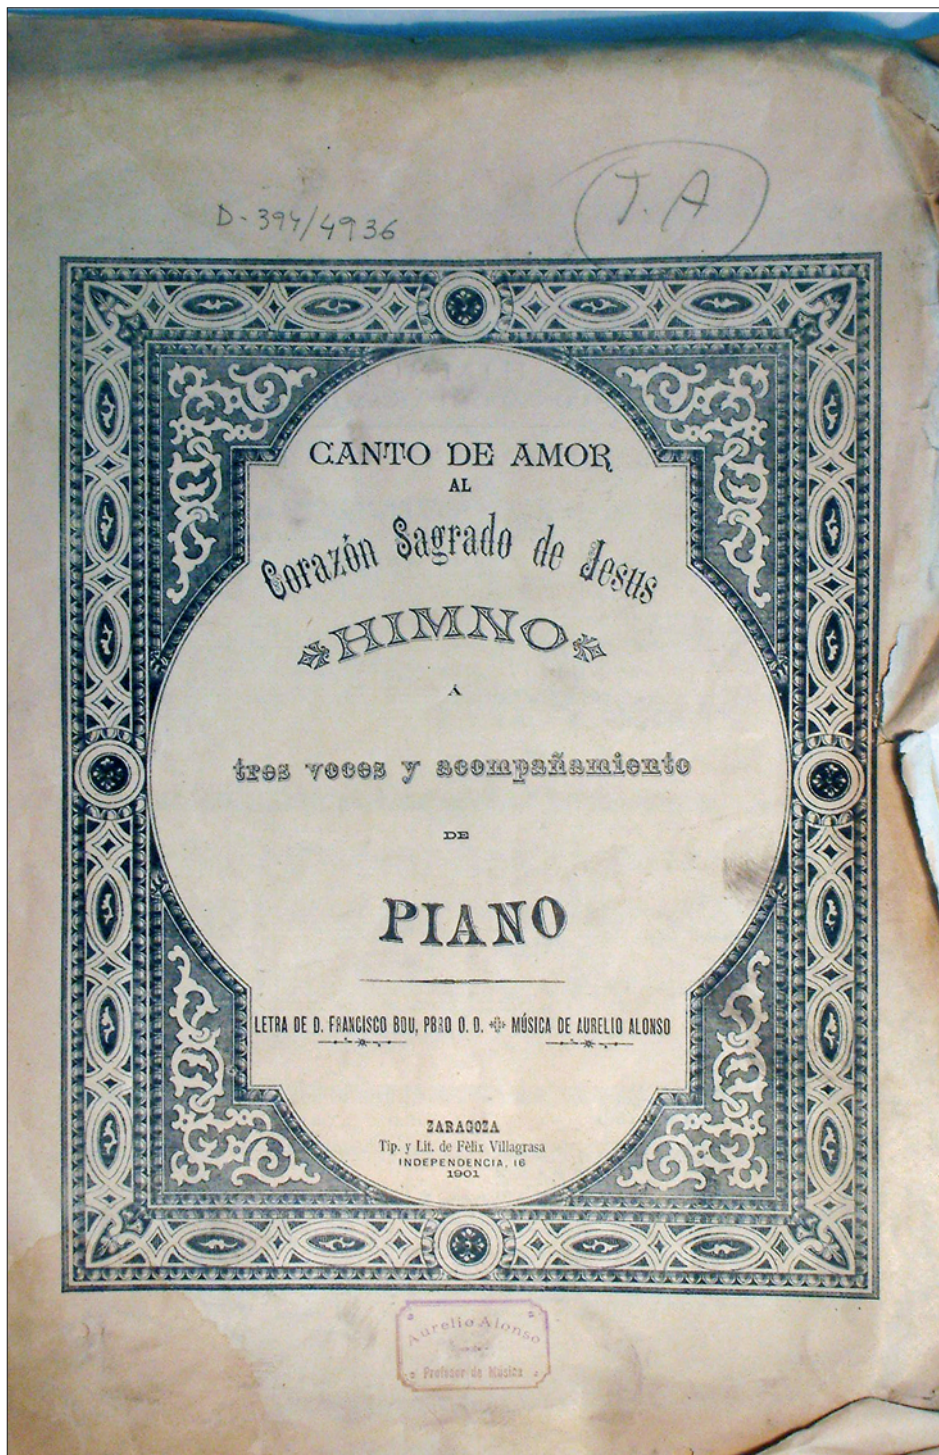 D-394/4936
T. A
CANTO DE AMOR
AL
Corazón Sagrado de Jesus
HIMNO
Á
tres voces y acompañamiento
DE
PIANO
LETRA DE D. FRANCISCO BOU, PBRO O. D. MÚSICA DE AURELIO ALONSO
ZARAGOZA
Tip. y Lit. de Félix Villagrasa
INDEPENDENCIA, 16
1901
Aurelio Alonso
Profesor de Música